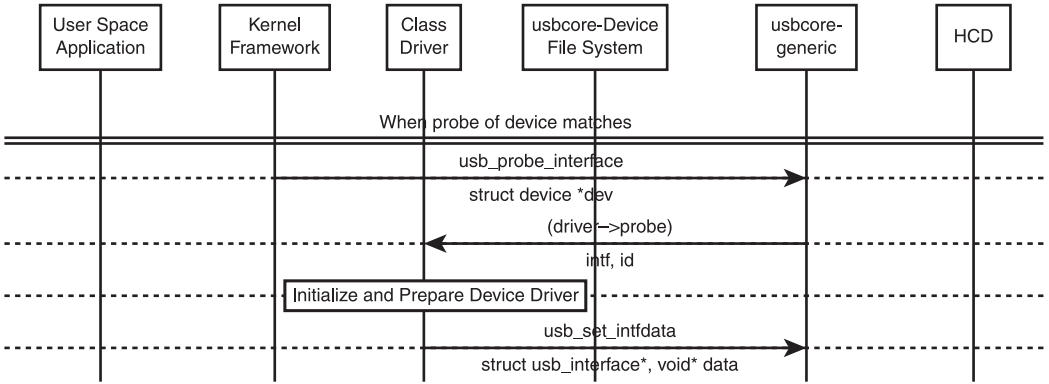 User Space
Application
Kernel
Framework
Class
Driver
usbcore-Device
File System
usbcore-
generic
HCD
When probe of device matches
usb_probe_interface
struct device *dev
(driver–>probe)
intf, id
Initialize and Prepare Device Driver
usb_set_intfdata
struct usb_interface*, void* data